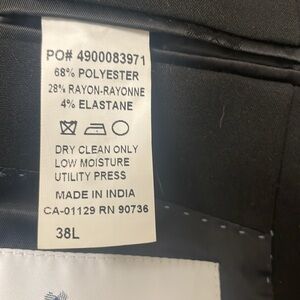 PO# 4900083971
68% POLYESTER
28% RAYON-RAYONNE
4% ELASTANE
DRY CLEAN ONLY
LOW MOISTURE
UTILITY PRESS
MADE IN INDIA
CA-01129 RN 90736
38L